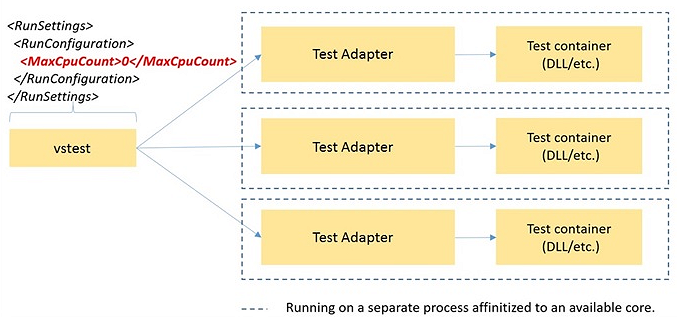 <RunSettings>
<RunConfiguration>
<MaxCpuCount>0</MaxCpuCount>
</RunConfiguration>
</RunSettings>
vstest
Test Adapter
Test container
(DLL/etc.)
Test Adapter
Test container
(DLL/etc.)
Test Adapter
Test container
(DLL/etc.)
Running on a separate process affinitized to an available core.